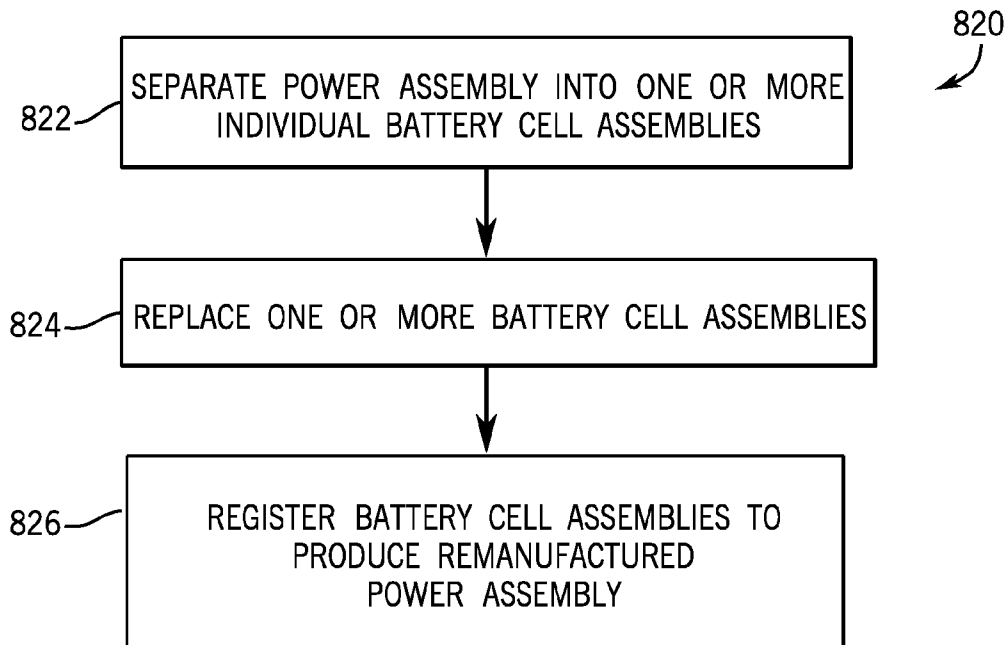 820
822
SEPARATE POWER ASSEMBLY INTO ONE OR MORE
INDIVIDUAL BATTERY CELL ASSEMBLIES
824
REPLACE ONE OR MORE BATTERY CELL ASSEMBLIES
826
REGISTER BATTERY CELL ASSEMBLIES TO
PRODUCE REMANUFACTURED
POWER ASSEMBLY